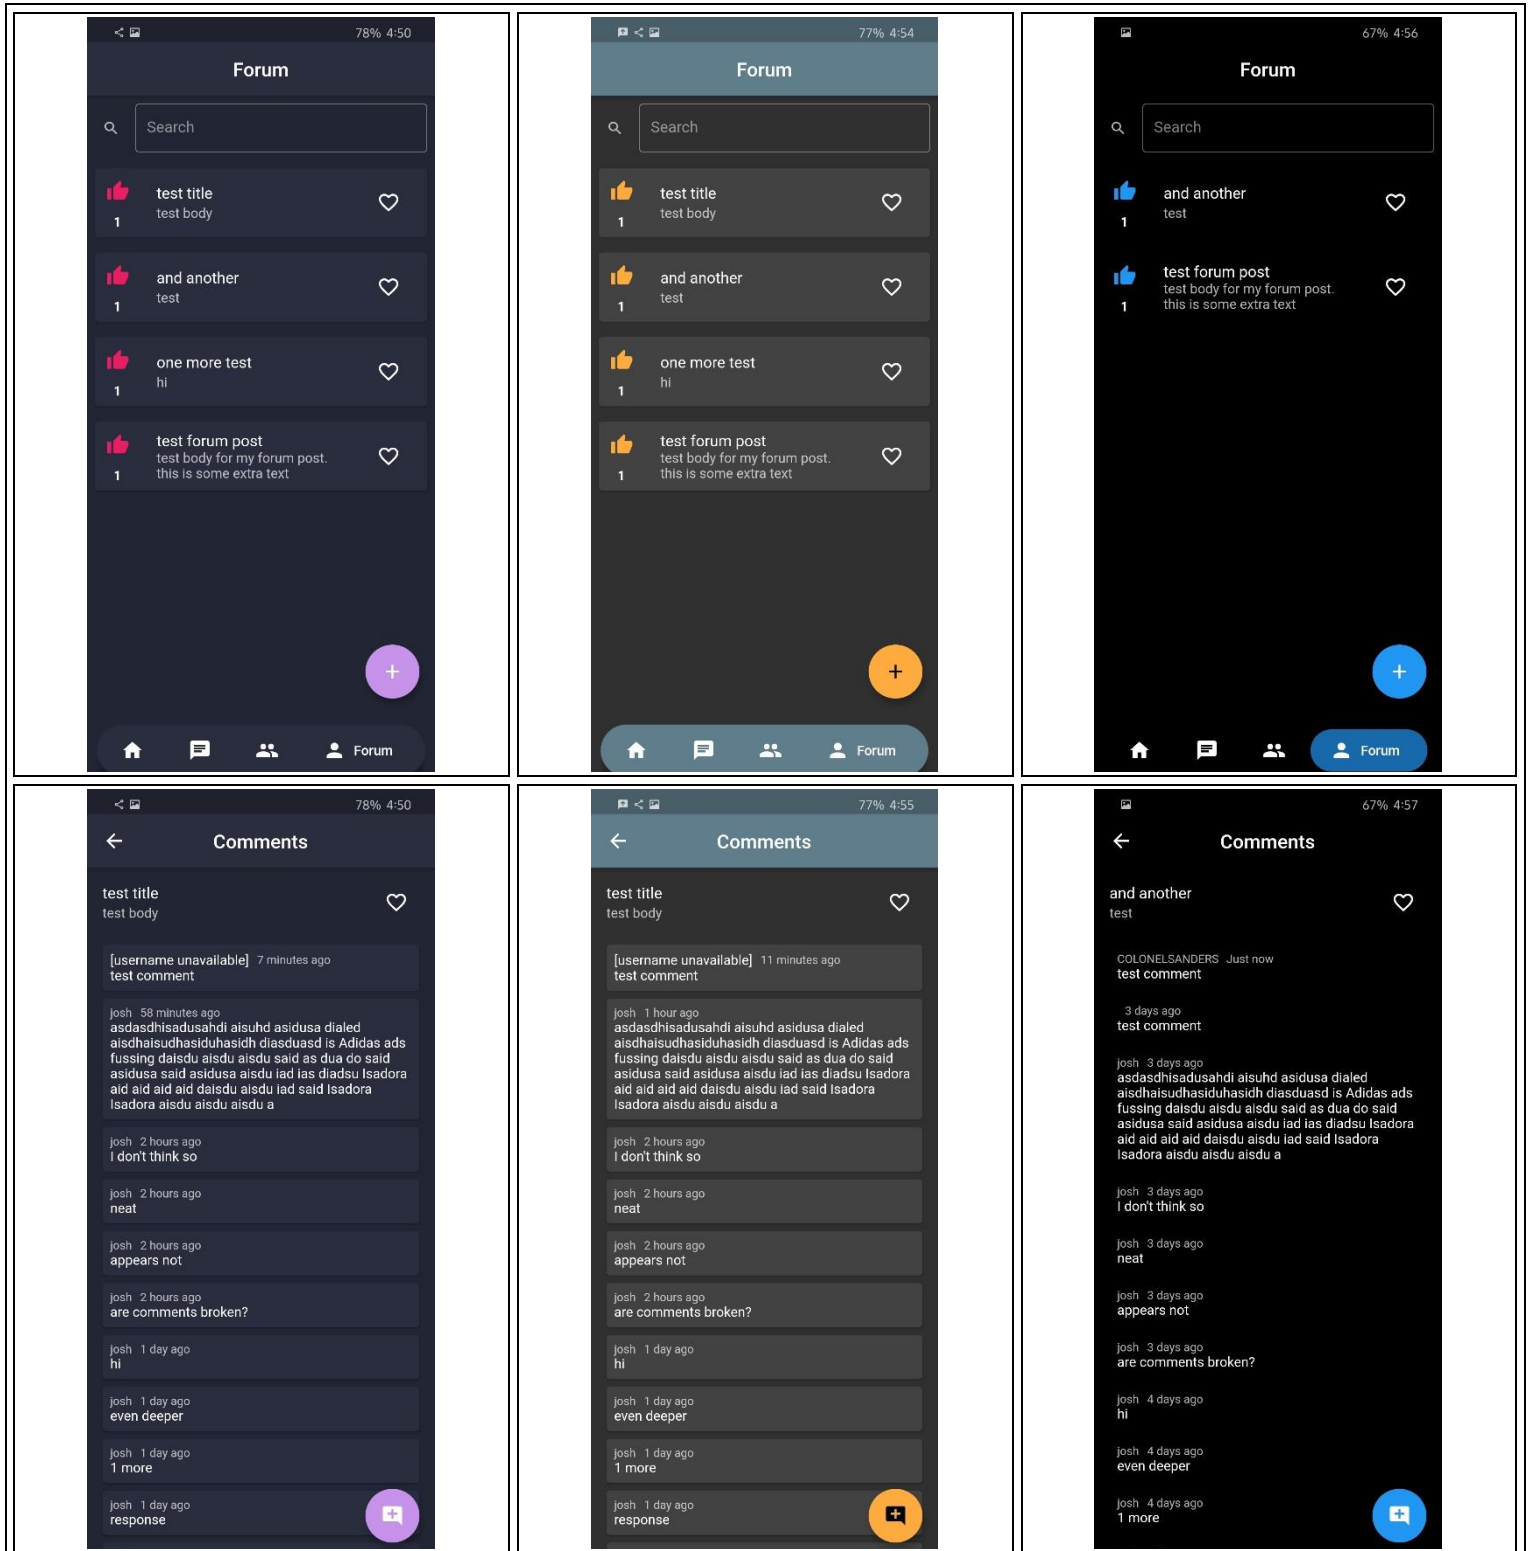 78% 4:50
Forum
Search
test title
test body
1
and another
test
1
one more test
hi
1
test forum post
test body for my forum post.
this is some extra text
1
+
Forum
77% 4:54
Forum
Search
test title
test body
1
and another
test
1
one more test
hi
1
test forum post
test body for my forum post.
this is some extra text
1
+
Forum
67% 4:56
Forum
Search
and another
test
1
test forum post
test body for my forum post.
this is some extra text
1
+
Forum
78% 4:50
Comments
test title
test body
[username unavailable] 7 minutes ago
test comment
josh 58 minutes ago
asdasdhisadusahdi aisuhd asidusa dialed
aisdhaisudhasiduhasidh diasduasd is Adidas ads
fussing daisdu aisdu aisdu said as dua do said
asidusa said asidusa aisdu iad ias diadsu Isadora
aid aid aid aid daisdu aisdu iad said Isadora
Isadora aisdu aisdu aisdu a
josh 2 hours ago
I don't think so
josh 2 hours ago
neat
josh 2 hours ago
appears not
josh 2 hours ago
are comments broken?
josh 1 day ago
hi
josh 1 day ago
even deeper
josh 1 day ago
1 more
josh 1 day ago
response
77% 4:55
Comments
test title
test body
[username unavailable] 11 minutes ago
test comment
josh 1 hour ago
asdasdhisadusahdi aisuhd asidusa dialed
aisdhaisudhasiduhasidh diasduasd is Adidas ads
fussing daisdu aisdu aisdu said as dua do said
asidusa said asidusa aisdu iad ias diadsu Isadora
aid aid aid aid daisdu aisdu iad said Isadora
Isadora aisdu aisdu aisdu a
josh 2 hours ago
I don't think so
josh 2 hours ago
neat
josh 2 hours ago
appears not
josh 2 hours ago
are comments broken?
josh 1 day ago
hi
josh 1 day ago
even deeper
josh 1 day ago
1 more
josh 1 day ago
response
67% 4:57
Comments
and another
test
COLONELSANDERS Just now
test comment
3 days ago
test comment
josh 3 days ago
asdasdhisadusahdi aisuhd asidusa dialed
aisdhaisudhasiduhasidh diasduasd is Adidas ads
fussing daisdu aisdu aisdu said as dua do said
asidusa said asidusa aisdu iad ias diadsu Isadora
aid aid aid aid daisdu aisdu iad said Isadora
Isadora aisdu aisdu aisdu a
josh 3 days ago
I don't think so
josh 3 days ago
neat
josh 3 days ago
appears not
josh 3 days ago
are comments broken?
josh 4 days ago
hi
josh 4 days ago
even deeper
josh 4 days ago
1 more